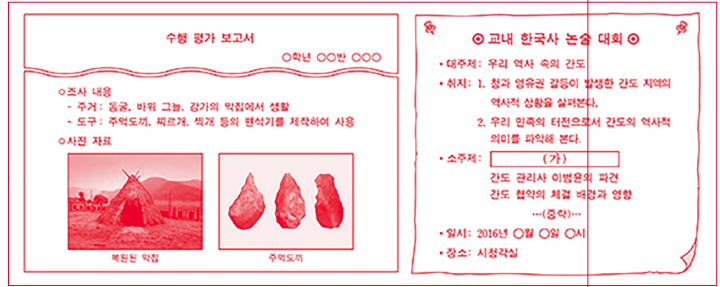 수행 평가 보고서
○학년 ○○반 ○○○
○조사 내용
- 주거: 동굴, 바위 그늘, 강가의 막집에서 생활
- 도구: 주먹도끼, 찌르개, 찍개 등의 뗀석기를 제작하여 사용
○사진 자료
복원된 막집
주먹도끼
◎ 교내 한국사 논술 대회 ◎
• 대주제: 우리 역사 속의 간도
• 취지: 1. 청과 영유권 갈등이 발생한 간도 지역의
역사적 상황을 살펴본다.
2. 우리 민족의 터전으로서 간도의 역사적
의미를 파악해 본다.
• 소주제: (가)
간도 관리사 이범윤의 파견
간도 협약의 체결 배경과 영향
…(중략)…
• 일시: 2016년 ○월 ○일 ○시
• 장소: 시청각실